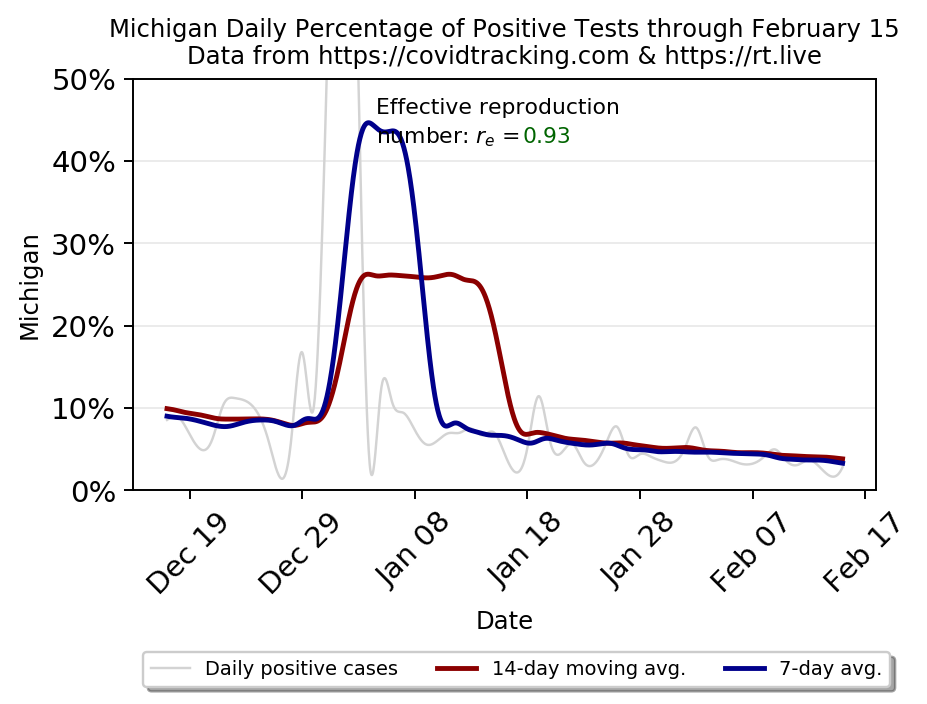 Michigan Daily Percentage of Positive Tests through February 15
Data from https://covidtracking.com & https://rt.live
50%
Effective reproduction
number: rₑ =0.93
40%
30%
20%
10%
0%
Michigan
Dec 19
Dec 29
Jan 08
Jan 18
Jan 28
Feb 07
Feb 17
Date
Daily positive cases
14-day moving avg.
7-day avg.